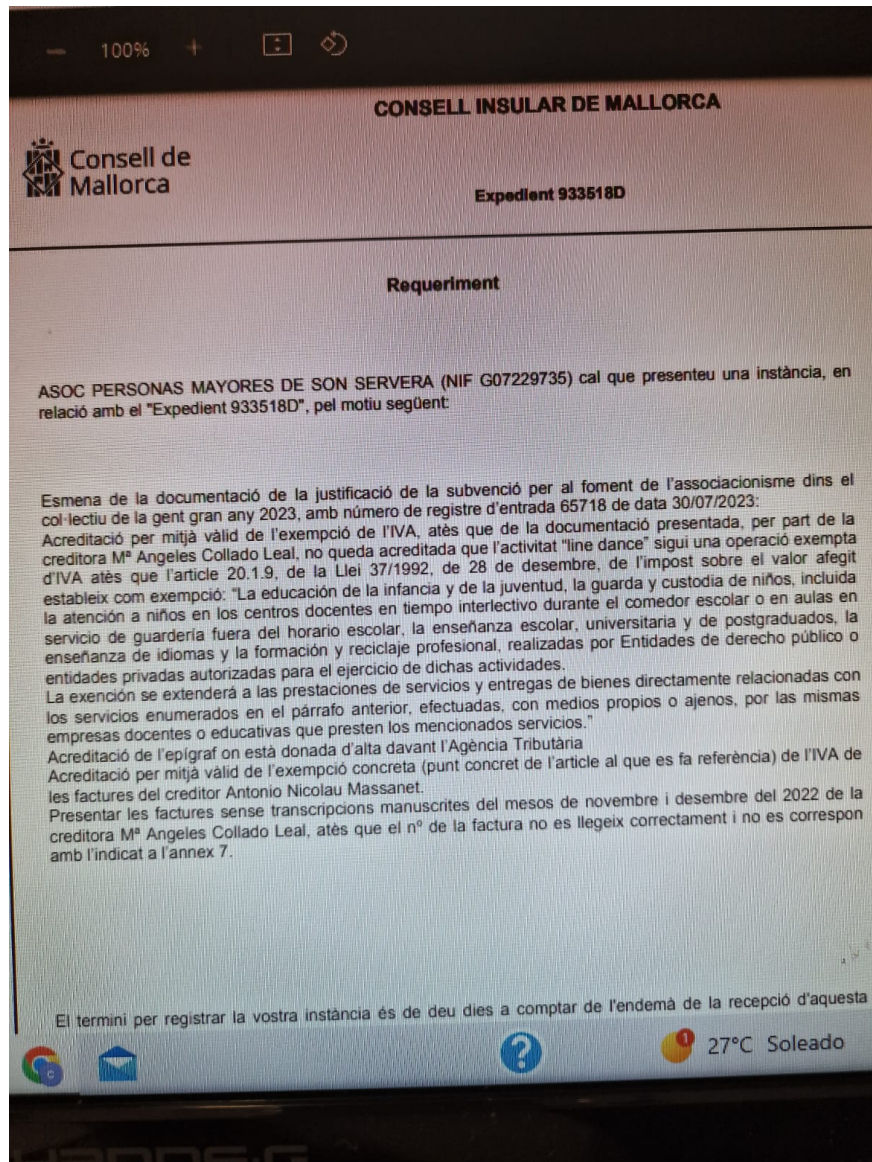 100%
CONSELL INSULAR DE MALLORCA
Consell de
Mallorca
Expedient 933518D
Requeriment
ASOC PERSONAS MAYORES DE SON SERVERA (NIF G07229735) cal que presenteu una instància, en
relació amb el "Expedient 933518D", pel motiu següent:
Esmena de la documentació de la justificació de la subvenció per al foment de l'associacionisme dins el
col·lectiu de la gent gran any 2023, amb número de registre d'entrada 65718 de data 30/07/2023:
Acreditació per mitjà vàlid de l'exempció de l'IVA, atès que de la documentació presentada, per part de la
creditora Mª Angeles Collado Leal, no queda acreditada que l'activitat "line dance" sigui una operació exempta
d'IVA atès que l'article 20.1.9, de la Llei 37/1992, de 28 de desembre, de l'impost sobre el valor afegit
estableix com exempció: "La educación de la infancia y de la juventud, la guarda y custodia de niños, incluida
la atención a niños en los centros docentes en tiempo interlectivo durante el comedor escolar o en aulas en
servicio de guardería fuera del horario escolar, la enseñanza escolar, universitaria y de postgraduados, la
enseñanza de idiomas y la formación y reciclaje profesional, realizadas por Entidades de derecho público o
entidades privadas autorizadas para el ejercicio de dichas actividades.
La exención se extenderá a las prestaciones de servicios y entregas de bienes directamente relacionadas con
los servicios enumerados en el párrafo anterior, efectuadas, con medios propios o ajenos, por las mismas
empresas docentes o educativas que presten los mencionados servicios."
Acreditació de l'epígraf on està donada d'alta davant l'Agència Tributària
Acreditació per mitjà vàlid de l'exempció concreta (punt concret de l'article al que es fa referència) de l'IVA de
les factures del creditor Antonio Nicolau Massanet.
Presentar les factures sense transcripcions manuscrites del mesos de novembre i desembre del 2022 de la
creditora Mª Angeles Collado Leal, atès que el nº de la factura no es llegeix correctament i no es correspon
amb l'indicat a l'annex 7.
El termini per registrar la vostra instància és de deu dies a comptar de l'endemà de la recepció d'aquesta
1
27°C Soleado